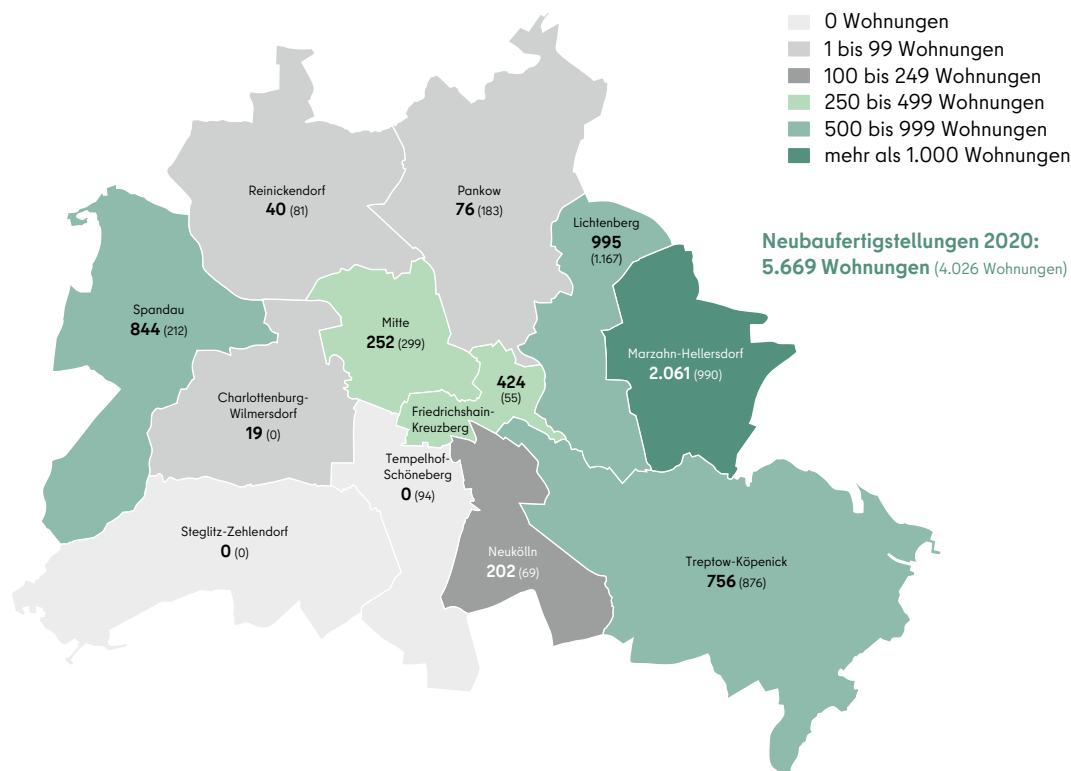 0 Wohnungen
1 bis 99 Wohnungen
100 bis 249 Wohnungen
250 bis 499 Wohnungen
500 bis 999 Wohnungen
mehr als 1.000 Wohnungen
Neubaufertigstellungen 2020:
5.669 Wohnungen (4.026 Wohnungen)
Reinickendorf
40 (81)
Pankow
76 (183)
Lichtenberg
995
(1.167)
Spandau
844 (212)
Mitte
252 (299)
Marzahn-Hellersdorf
2.061 (990)
424
(55)
Friedrichshain-
Kreuzberg
Charlottenburg-
Wilmersdorf
19 (0)
Tempelhof-
Schöneberg
0 (94)
Steglitz-Zehlendorf
0 (0)
Neukölln
202 (69)
Treptow-Köpenick
756 (876)